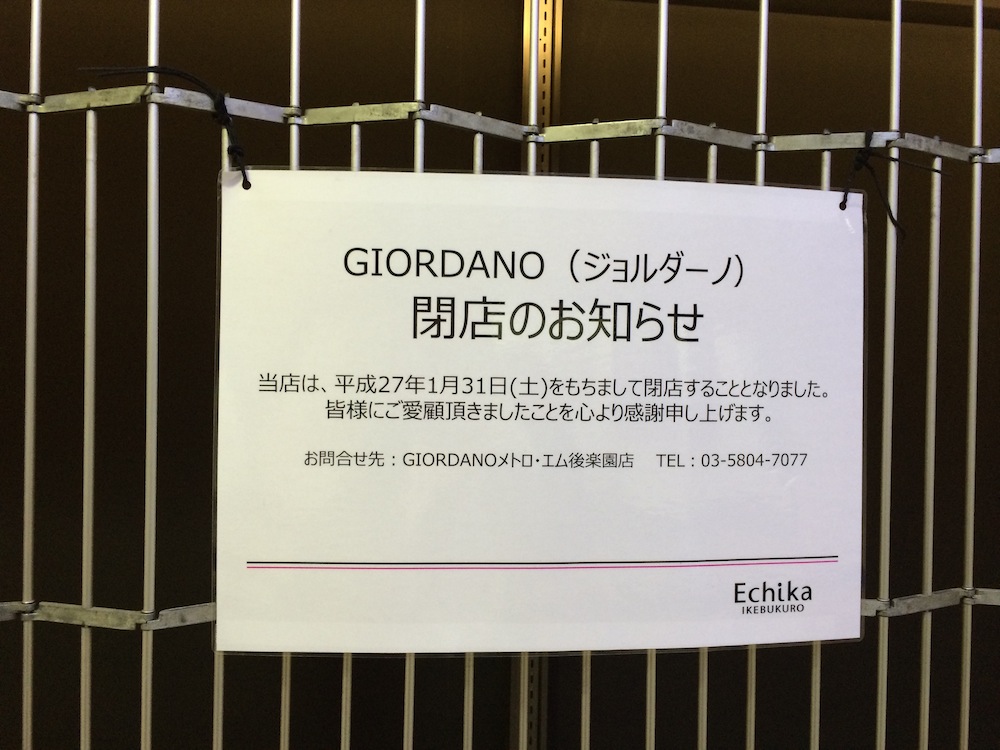 GIORDANO（ジョルダーノ）
閉店のお知らせ
当店は、平成27年1月31日(土)をもちまして閉店することとなりました。
皆様にご愛顧頂きましたことを心より感謝申し上げます。
お問合せ先：GIORDANOメトロ・エム後楽園店　TEL：03-5804-7077
Echika
IKEBUKURO